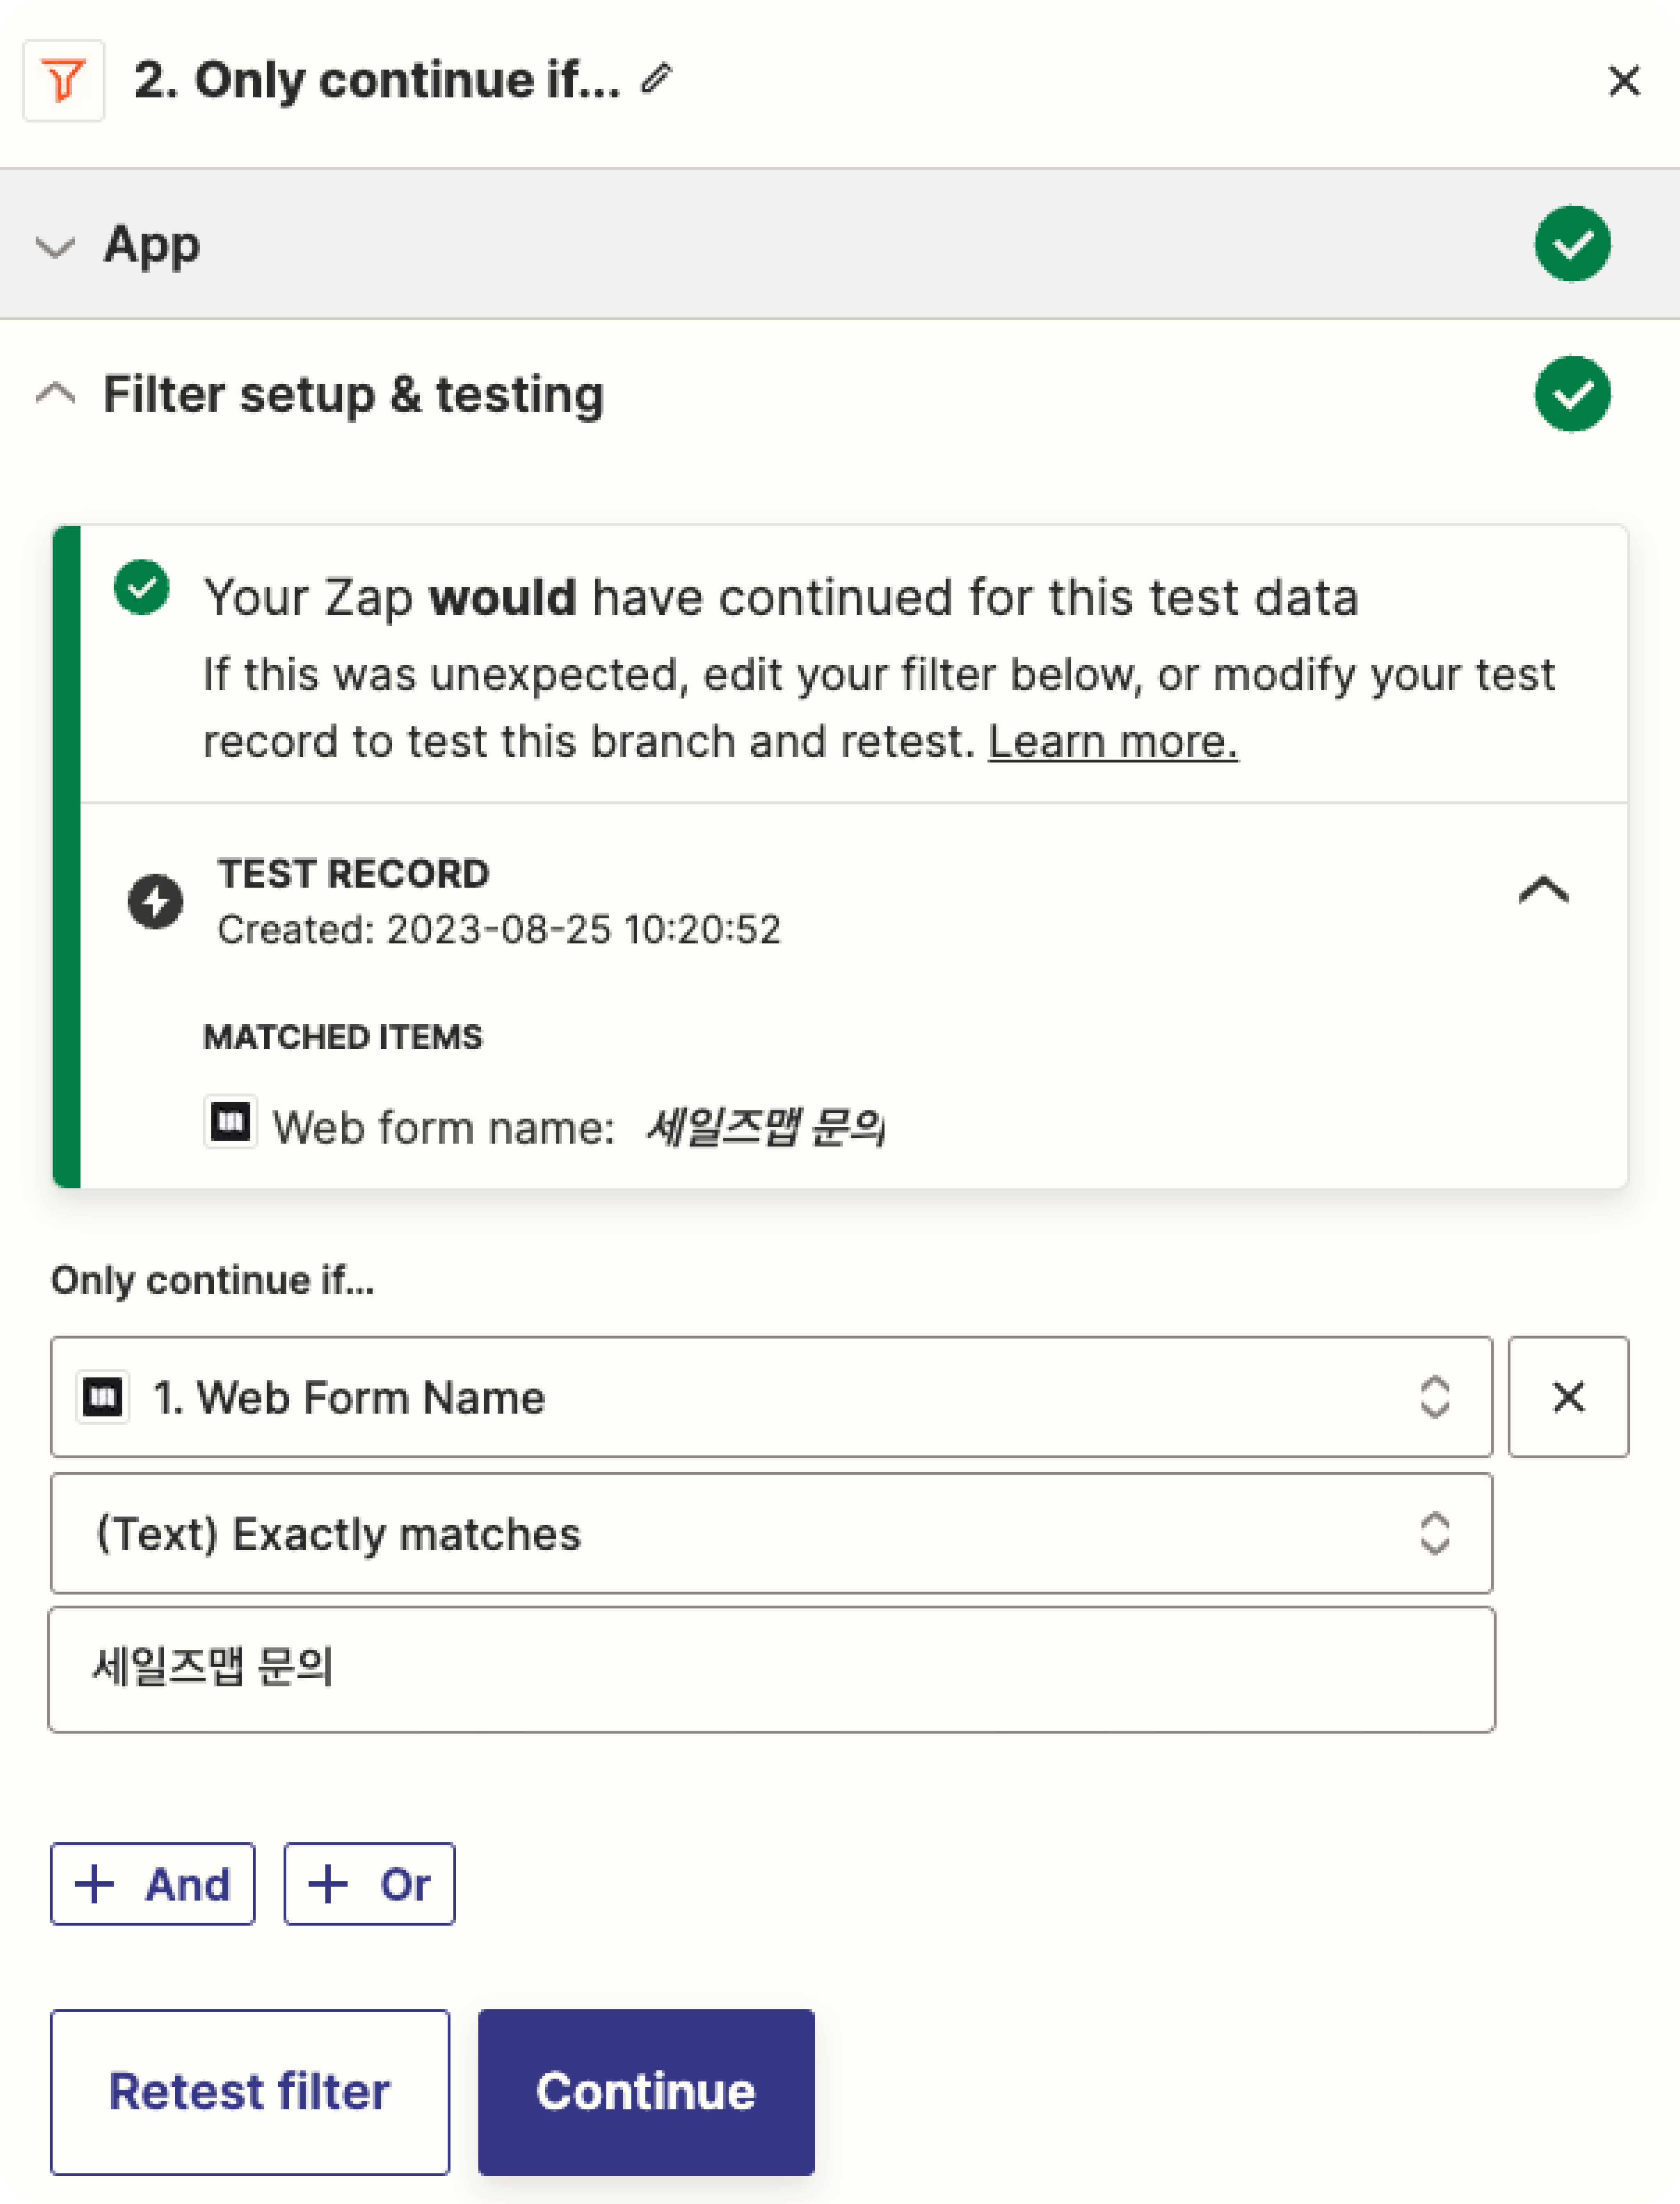 2. Only continue if...
App
Filter setup & testing
Your Zap would have continued for this test data
If this was unexpected, edit your filter below, or modify your test
record to test this branch and retest. Learn more.
TEST RECORD
Created: 2023-08-25 10:20:52
MATCHED ITEMS
Web form name: 세일즈맵 문의
Only continue if...
1. Web Form Name
(Text) Exactly matches
세일즈맵 문의
+ And + Or
Retest filter Continue